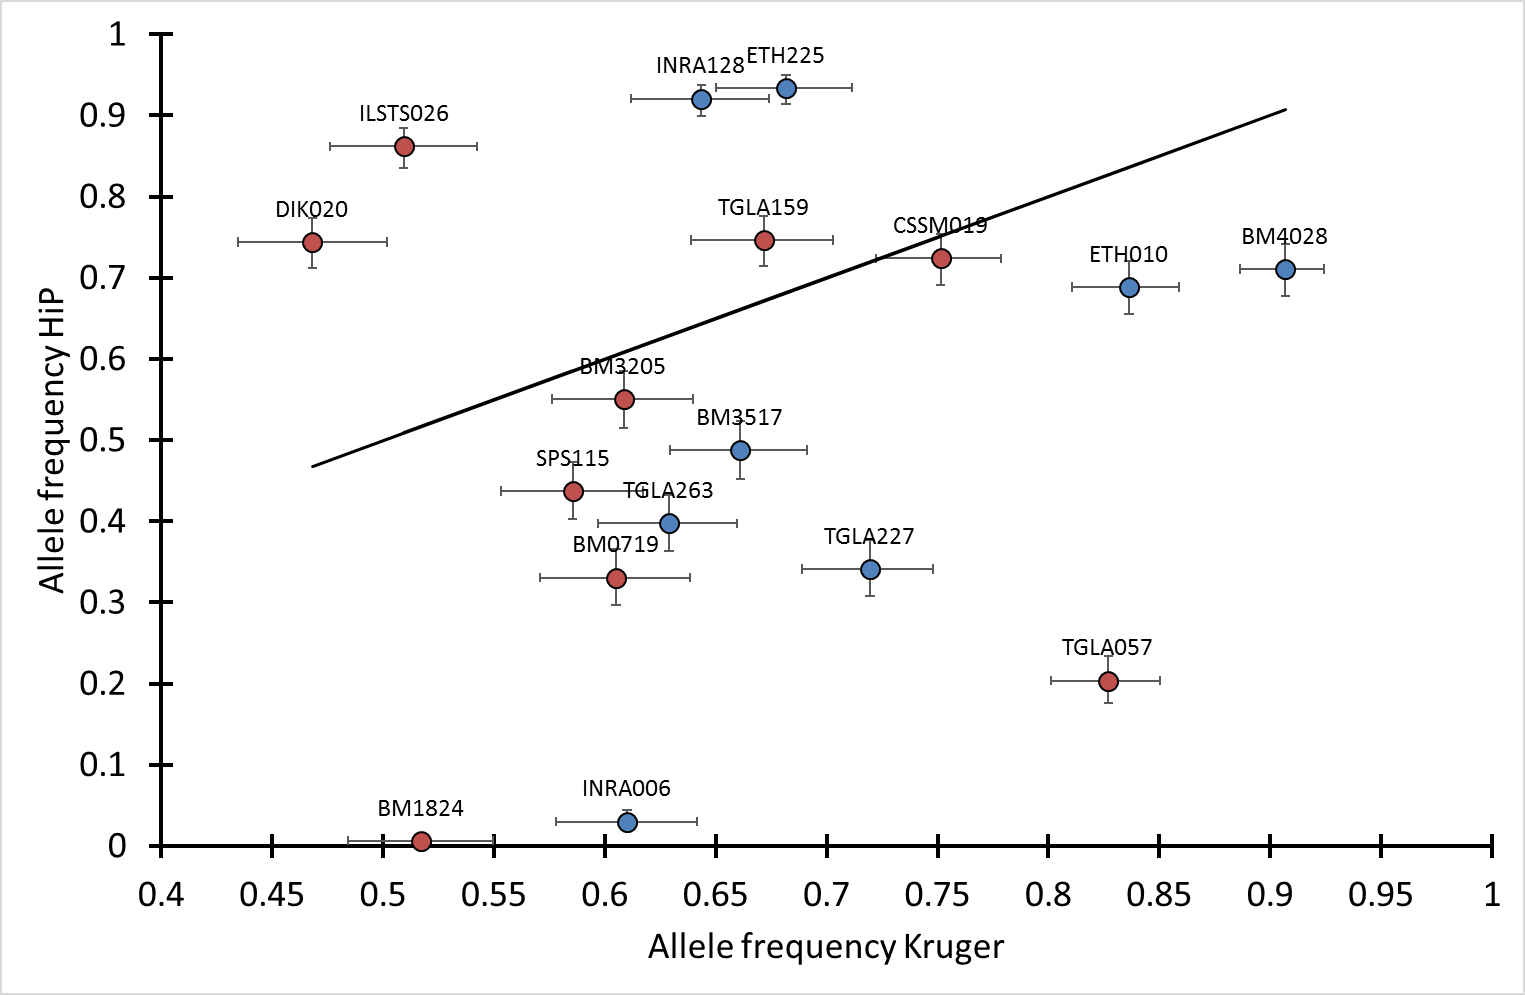 1
0.9
0.8
0.7
0.6
0.5
0.4
0.3
0.2
0.1
0
Allele frequency HiP
INRA128
ETH225
ILSTS026
DIK020
TGLA159
CSSM019
ETH010
BM4028
BM3205
BM3517
SPS115
TGLA263
BM0719
TGLA227
TGLA057
INRA006
BM1824
0.4 0.45 0.5 0.55 0.6 0.65 0.7 0.75 0.8 0.85 0.9 0.95 1
Allele frequency Kruger